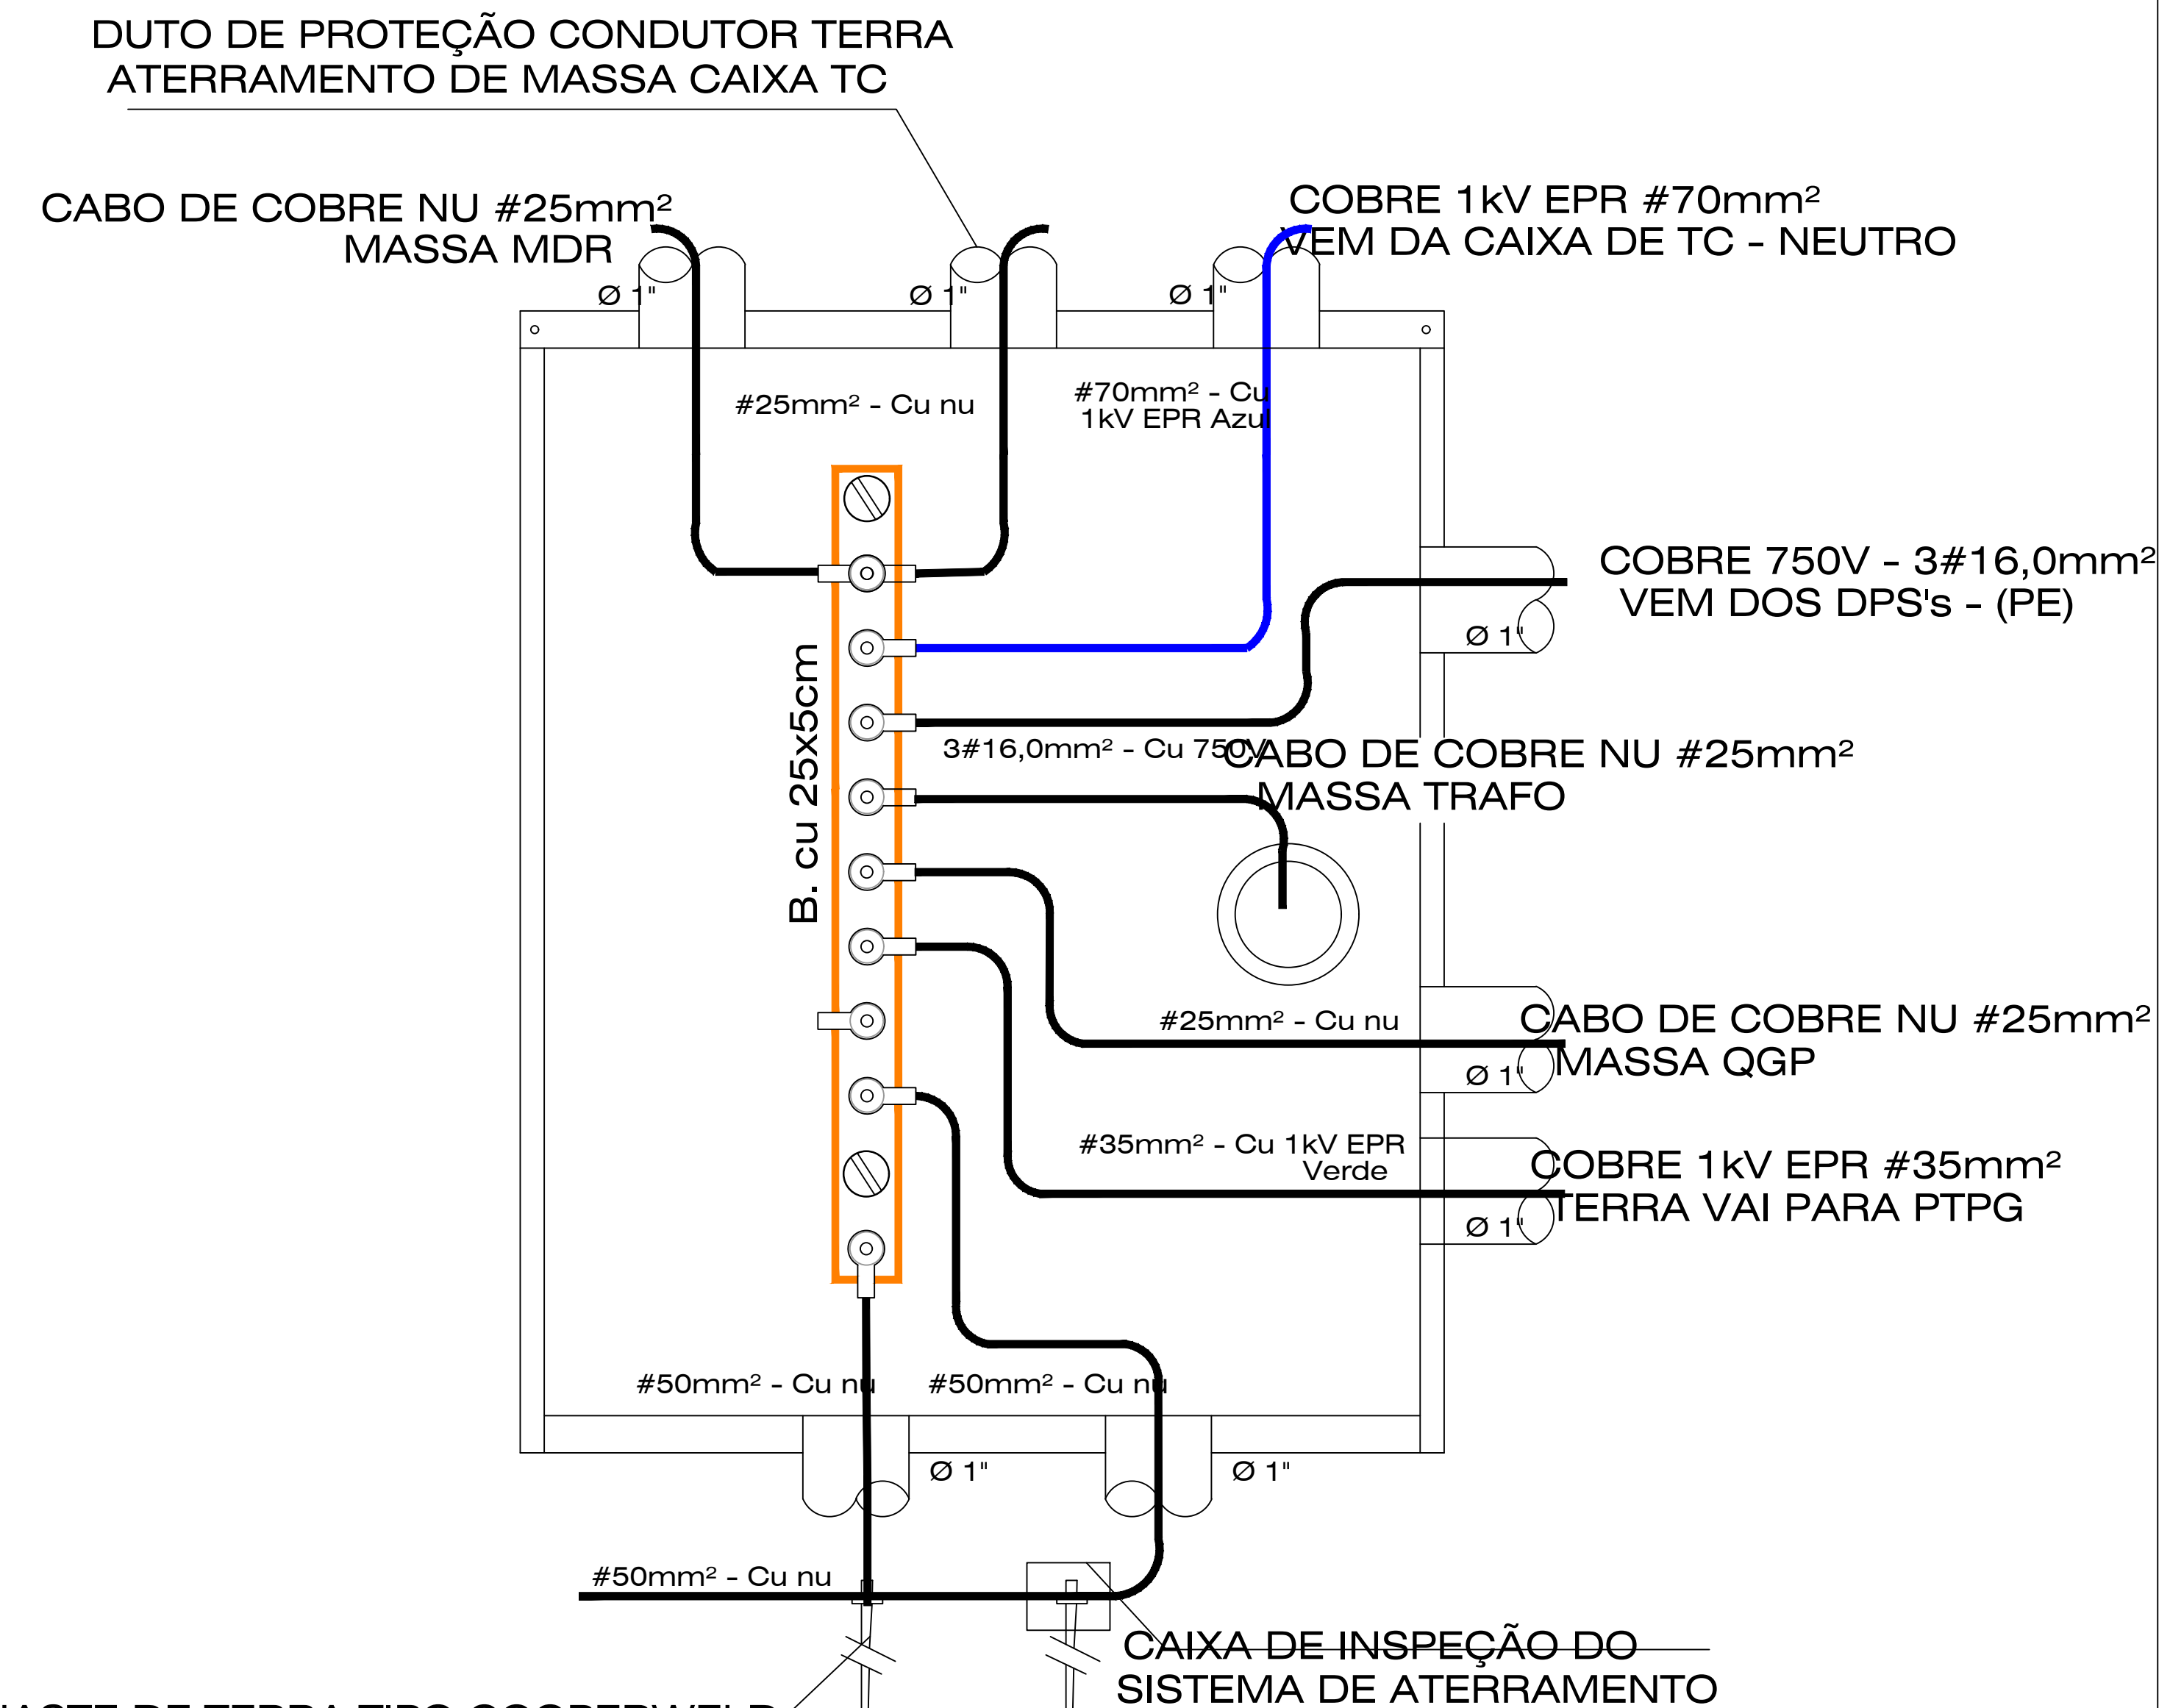 DUTO DE PROTEÇÃO CONDUTOR TERRA
ATERRAMENTO DE MASSA CAIXA TC
CABO DE COBRE NU #25mm²
MASSA MDR
COBRE 1kV EPR #70mm²
VEM DA CAIXA DE TC - NEUTRO
Ø 1"
Ø 1"
Ø 1"
#25mm² - Cu nu
#70mm² - Cu
1kV EPR Azul
COBRE 750V - 3#16,0mm²
VEM DOS DPS's - (PE)
Ø 1"
B. cu 25x5cm
3#16,0mm² - Cu 750V
CABO DE COBRE NU #25mm²
MASSA TRAFO
#25mm² - Cu nu
CABO DE COBRE NU #25mm²
MASSA QGP
Ø 1"
#35mm² - Cu 1kV EPR
Verde
COBRE 1kV EPR #35mm²
TERRA VAI PARA PTPG
Ø 1"
#50mm² - Cu nu
#50mm² - Cu nu
Ø 1"
Ø 1"
#50mm² - Cu nu
CAIXA DE INSPEÇÃO DO
SISTEMA DE ATERRAMENTO
HASTE DE TERRA TIPO COOPERWELD